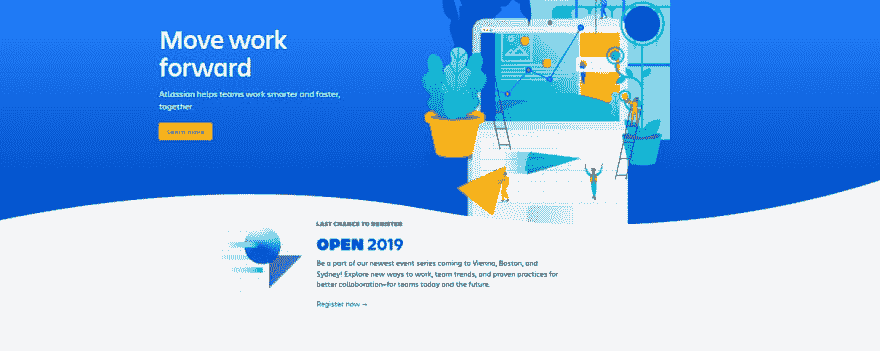 Move work
forward
Atlassian helps teams work smarter and faster,
together
Learn more
LAST CHANCE TO REGISTER
OPEN 2019
Be a part of our newest event series coming to Vienna, Boston, and
Sydney! Explore new ways to work, team trends, and proven practices for
better collaboration–for teams today and the future.
Register now →